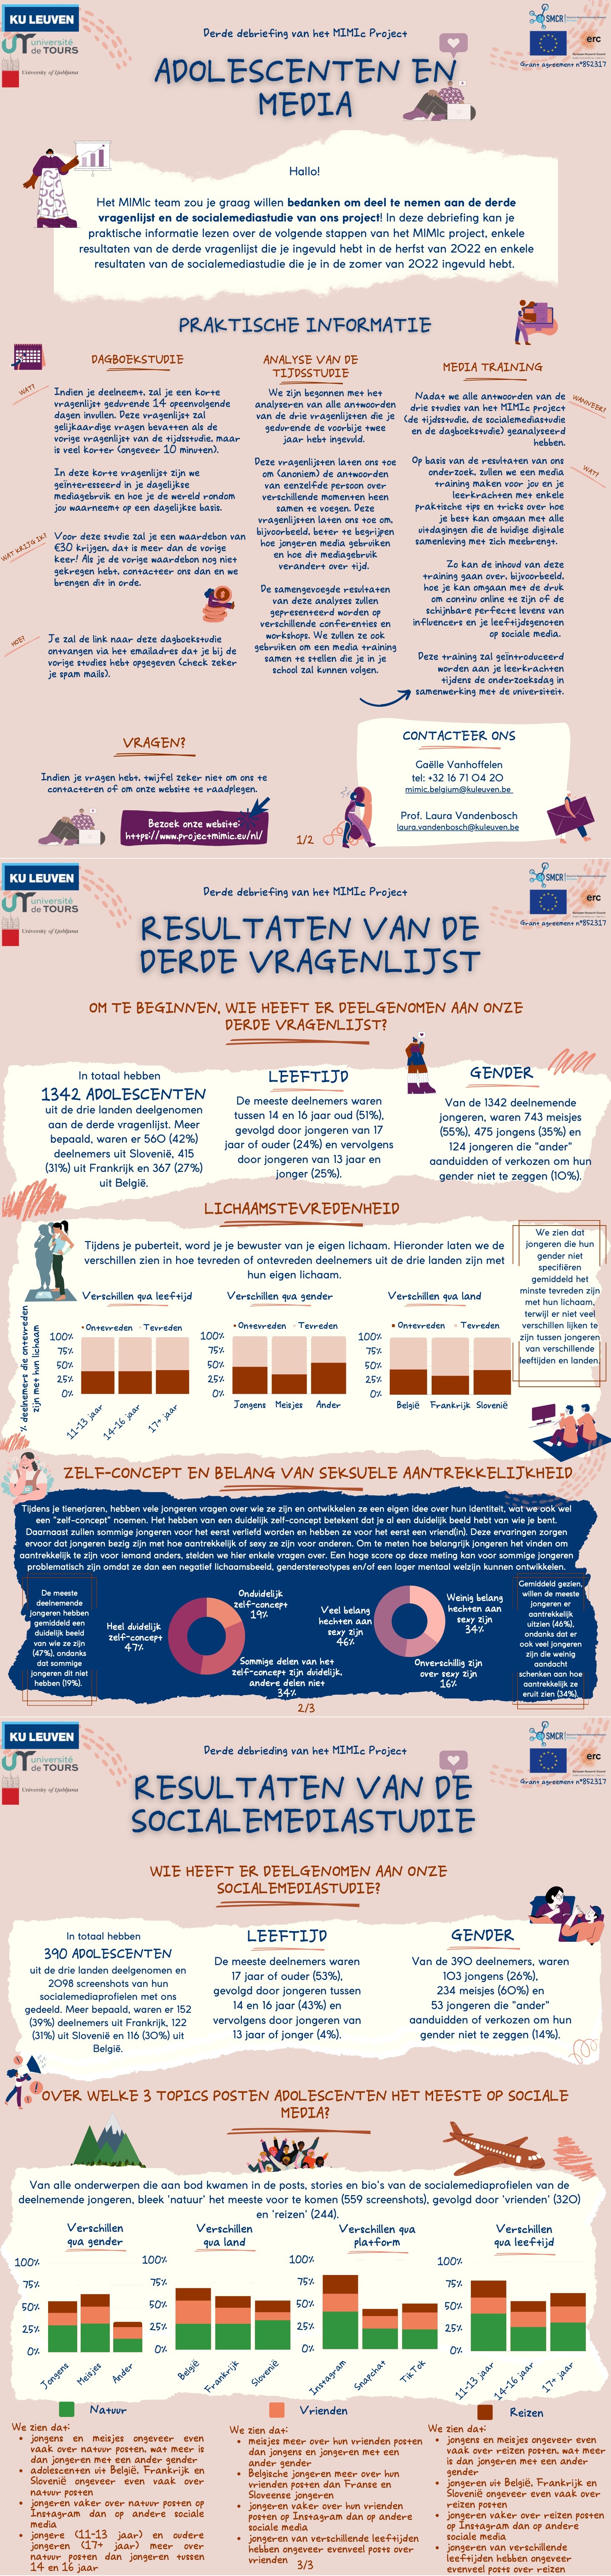 KU LEUVEN
université
de TOURS
University of Ljubljana
Derde debriefing van het MIMIc Project
SMCR
erc
Grant agreement n°852317
ADOLESCENTEN EN
MEDIA
Hallo!
Het MIMIc team zou je graag willen bedanken om deel te nemen aan de derde
vragenlijst en de socialemediastudie van ons project! In deze debriefing kan je
praktische informatie lezen over de volgende stappen van het MIMIc project, enkele
resultaten van de derde vragenlijst die je ingevuld hebt in de herfst van 2022 en enkele
resultaten van de socialemediastudie die je in de zomer van 2022 ingevuld hebt.
PRAKTISCHE INFORMATIE
DAGBOEKSTUDIE
WAT?
Indien je deelneemt, zal je een korte
vragenlijst gedurende 14 opeenvolgende
dagen invullen. Deze vragenlijst zal
gelijkaardige vragen bevatten als de
vorige vragenlijst van de tijdsstudie, maar
is veel korter (ongeveer 10 minuten).
In deze korte vragenlijst zijn we
geïnteresseerd in je dagelijkse
mediagebruik en hoe je de wereld rondom
jou waarneemt op een dagelijkse basis.
WAT KRIJG IK?
Voor deze studie zal je een waardebon van
€30 krijgen, dat is meer dan de vorige
keer! Als je de vorige waardebon nog niet
gekregen hebt, contacteer ons dan en we
brengen dit in orde.
HOE?
Je zal de link naar deze dagboekstudie
ontvangen via het emailadres dat je bij de
vorige studies hebt opgegeven (check zeker
je spam mails).
ANALYSE VAN DE
TIJDSSTUDIE
We zijn begonnen met het
analyseren van alle antwoorden
van de drie vragenlijsten die je
gedurende de voorbije twee
jaar hebt ingevuld.
Deze vragenlijsten laten ons toe
om (anoniem) de antwoorden
van eenzelfde persoon over
verschillende momenten heen
samen te voegen. Deze
vragenlijsten laten ons toe om,
bijvoorbeeld, beter te begrijpen
hoe jongeren media gebruiken
en hoe dit mediagebruik
verandert over tijd.
De samengevoegde resultaten
van deze analyses zullen
gepresenteerd worden op
verschillende conferenties en
workshops. We zullen ze ook
gebruiken om een media training
samen te stellen die je in je
school zal kunnen volgen.
MEDIA TRAINING
WANNEER?
Nadat we alle antwoorden van de
drie studies van het MIMIc project
(de tijdsstudie, de socialemediastudie
en de dagboekstudie) geanalyseerd
hebben.
WAT?
Op basis van de resultaten van ons
onderzoek, zullen we een media
training maken voor jou en je
leerkrachten met enkele
praktische tips en tricks over hoe
je best kan omgaan met alle
uitdagingen die de huidige digitale
samenleving met zich meebrengt.
Zo kan de inhoud van deze
training gaan over, bijvoorbeeld,
hoe je kan omgaan met de druk
om continu online te zijn of de
schijnbare perfecte levens van
influencers en je leeftijdsgenoten
op sociale media.
Deze training zal geïntroduceerd
worden aan je leerkrachten
tijdens de onderzoeksdag in
samenwerking met de universiteit.
VRAGEN?
Indien je vragen hebt, twijfel zeker niet om ons te
contacteren of om onze website te raadplegen.
Bezoek onze website:
https://www.projectmimic.eu/nl/
CONTACTEER ONS
Gaëlle Vanhoffelen
tel: +32 16 71 04 20
mimic.belgium@kuleuven.be
Prof. Laura Vandenbosch
laura.vandenbosch@kuleuven.be
1/2
KU LEUVEN
université
de TOURS
University of Ljubljana
Derde debriefing van het MIMIc Project
SMCR
erc
Grant agreement n°852317
RESULTATEN VAN DE
DERDE VRAGENLIJST
OM TE BEGINNEN, WIE HEEFT ER DEELGENOMEN AAN ONZE
DERDE VRAGENLIJST?
In totaal hebben
1342 ADOLESCENTEN
uit de drie landen deelgenomen
aan de derde vragenlijst. Meer
bepaald, waren er 560 (42%)
deelnemers uit Slovenië, 415
(31%) uit Frankrijk en 367 (27%)
uit België.
LEEFTIJD
De meeste deelnemers waren
tussen 14 en 16 jaar oud (51%),
gevolgd door jongeren van 17
jaar of ouder (24%) en vervolgens
door jongeren van 13 jaar en
jonger (25%).
GENDER
Van de 1342 deelnemende
jongeren, waren 743 meisjes
(55%), 475 jongens (35%) en
124 jongeren die "ander"
aanduidden of verkozen om hun
gender niet te zeggen (10%).
LICHAAMSTEVREDENHEID
Tijdens je puberteit, word je je bewuster van je eigen lichaam. Hieronder laten we de
verschillen zien in hoe tevreden of ontevreden deelnemers uit de drie landen zijn met
hun eigen lichaam.
We zien dat
jongeren die hun
gender niet
specifiëren
gemiddeld het
minste tevreden zijn
met hun lichaam,
terwijl er niet veel
verschillen lijken te
zijn tussen jongeren
van verschillende
leeftijden en landen.
% deelnemers die ontevreden
zijn met hun lichaam
Verschillen qua leeftijd
Ontevreden Tevreden
100%
75%
50%
25%
0%
11-13 jaar
14-16 jaar
17+ jaar
Verschillen qua gender
Ontevreden Tevreden
100%
75%
50%
25%
0%
Jongens Meisjes Ander
Verschillen qua land
Ontevreden Tevreden
100%
75%
50%
25%
0%
België Frankrijk Slovenië
ZELF-CONCEPT EN BELANG VAN SEKSUELE AANTREKKELIJKHEID
Tijdens je tienerjaren, hebben vele jongeren vragen over wie ze zijn en ontwikkelen ze een eigen idee over hun identiteit, wat we ook wel
een "zelf-concept" noemen. Het hebben van een duidelijk zelf-concept betekent dat je al een duidelijk beeld hebt van wie je bent.
Daarnaast zullen sommige jongeren voor het eerst verliefd worden en hebben ze voor het eerst een vriend(in). Deze ervaringen zorgen
ervoor dat jongeren bezig zijn met hoe aantrekkelijk of sexy ze zijn voor anderen. Om te meten hoe belangrijk jongeren het vinden om
aantrekkelijk te zijn voor iemand anders, stelden we hier enkele vragen over. Een hoge score op deze meting kan voor sommige jongeren
problematisch zijn omdat ze dan een negatief lichaamsbeeld, genderstereotypes en/of een lager mentaal welzijn kunnen ontwikkelen.
De meeste
deelnemende
jongeren hebben
gemiddeld een
duidelijk beeld
van wie ze zijn
(47%), ondanks
dat sommige
jongeren dit niet
hebben (19%).
Heel duidelijk
zelf-concept
47%
Onduidelijk
zelf-concept
19%
Sommige delen van het
zelf-concept zijn duidelijk,
andere delen niet
34%
Veel belang
hechten aan
sexy zijn
46%
Weinig belang
hechten aan
sexy zijn
34%
Onverschillig zijn
over sexy zijn
16%
Gemiddeld gezien,
willen de meeste
jongeren er
aantrekkelijk
uitzien (46%),
ondanks dat er
ook veel jongeren
zijn die weinig
aandacht
schenken aan hoe
aantrekkelijk ze
eruit zien (34%).
2/3
KU LEUVEN
université
de TOURS
University of Ljubljana
Derde debrieding van het MIMIc Project
SMCR
erc
Grant agreement n°852317
RESULTATEN VAN DE
SOCIALEMEDIASTUDIE
WIE HEEFT ER DEELGENOMEN AAN ONZE
SOCIALEMEDIASTUDIE?
In totaal hebben
390 ADOLESCENTEN
uit de drie landen deelgenomen en
2098 screenshots van hun
socialemediaprofielen met ons
gedeeld. Meer bepaald, waren er 152
(39%) deelnemers uit Frankrijk, 122
(31%) uit Slovenië en 116 (30%) uit
België.
LEEFTIJD
De meeste deelnemers waren
17 jaar of ouder (53%),
gevolgd door jongeren tussen
14 en 16 jaar (43%) en
vervolgens door jongeren van
13 jaar of jonger (4%).
GENDER
Van de 390 deelnemers, waren
103 jongens (26%),
234 meisjes (60%) en
53 jongeren die "ander"
aanduidden of verkozen om hun
gender niet te zeggen (14%).
OVER WELKE 3 TOPICS POSTEN ADOLESCENTEN HET MEESTE OP SOCIALE
MEDIA?
Van alle onderwerpen die aan bod kwamen in de posts, stories en bio's van de socialemediaprofielen van de
deelnemende jongeren, bleek 'natuur' het meeste voor te komen (559 screenshots), gevolgd door 'vrienden' (320)
en 'reizen' (244).
Verschillen
qua gender
100%
75%
50%
25%
0%
Jongens
Meisjes
Ander
Verschillen
qua land
100%
75%
50%
25%
0%
België
Frankrijk
Slovenië
Verschillen qua
platform
100%
75%
50%
25%
0%
Instagram
Snapchat
TikTok
Verschillen
qua leeftijd
100%
75%
50%
25%
0%
11-13 jaar
14-16 jaar
17+ jaar
Natuur
Vrienden
Reizen
We zien dat:
jongens en meisjes ongeveer even
vaak over natuur posten, wat meer is
dan jongeren met een ander gender
adolescenten uit België, Frankrijk en
Slovenië ongeveer even vaak over
natuur posten
jongeren vaker over natuur posten op
Instagram dan op andere sociale
media
jongere (11-13 jaar) en oudere
jongeren (17+ jaar) meer over
natuur posten dan jongeren tussen
14 en 16 jaar
We zien dat:
meisjes meer over hun vrienden posten
dan jongens en jongeren met een
ander gender
Belgische jongeren meer over hun
vrienden posten dan Franse en
Sloveense jongeren
jongeren vaker over hun vrienden
posten op Instagram dan op andere
sociale media
jongeren van verschillende leeftijden
hebben ongeveer evenveel posts over
vrienden
We zien dat:
jongens en meisjes ongeveer even
vaak over reizen posten, wat meer
is dan jongeren met een ander
gender
jongeren uit België, Frankrijk en
Slovenië ongeveer even vaak over
reizen posten
jongeren vaker over reizen posten
op Instagram dan op andere
sociale media
jongeren van verschillende
leeftijden hebben ongeveer
evenveel posts over reizen
3/3